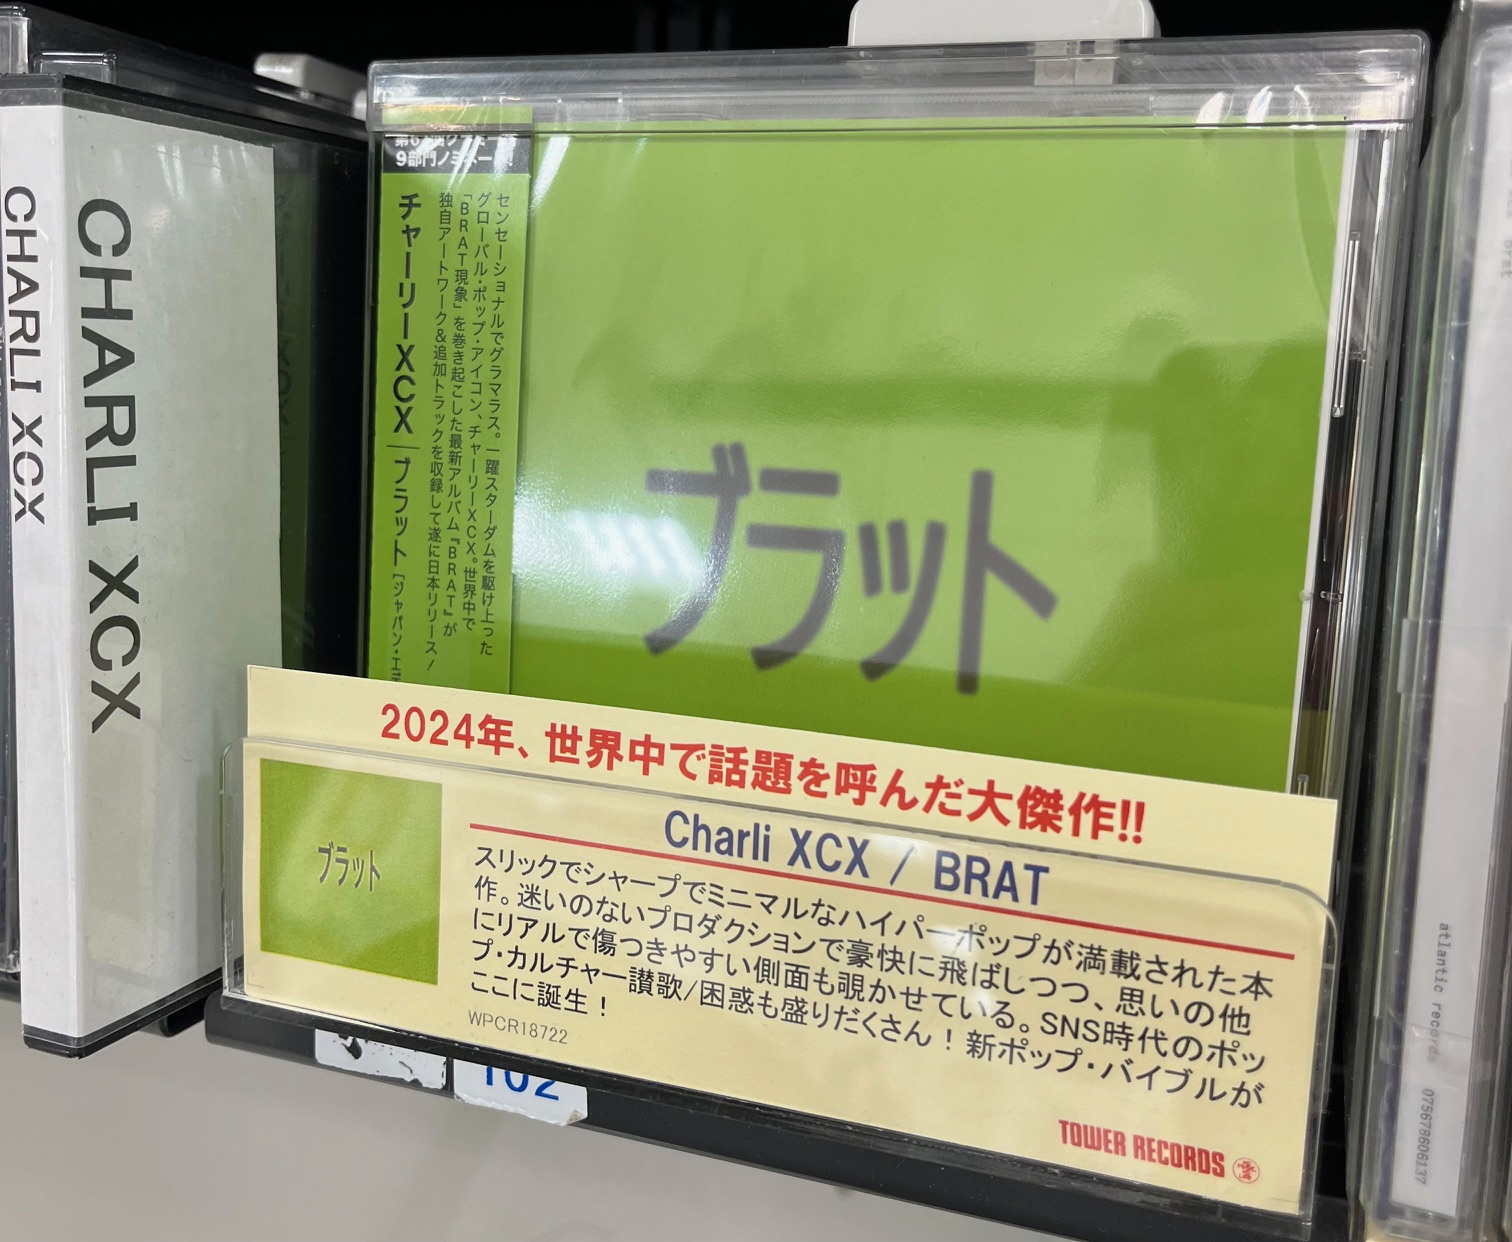 CHARLI XCX
CHARLI XCX
9部門ノミネート!
チャーリーXCX ブラット [ジャパン・エデ
センセーショナルでグラマラス。一躍スターダムを駆け上った
グローバル・ポップ・アイコン、チャーリーXCX。世界中で
「BRAT現象」を巻き起こした最新アルバム『BRAT』が
独自アートワーク&追加トラックを収録して遂に日本リリース!
ブラット
2024年、世界中で話題を呼んだ大傑作!!
ブラット
Charli XCX / BRAT
スリックでシャープでミニマルなハイパーポップが満載された本
作。迷いのないプロダクションで豪快に飛ばしつつ、思いの他
にリアルで傷つきやすい側面も覗かせている。SNS時代のポッ
プ・カルチャー讃歌/困惑も盛りだくさん!新ポップ・バイブルが
ここに誕生!
WPCR18722
TOWER RECORDS
102
brat
atlantic records
075678606137